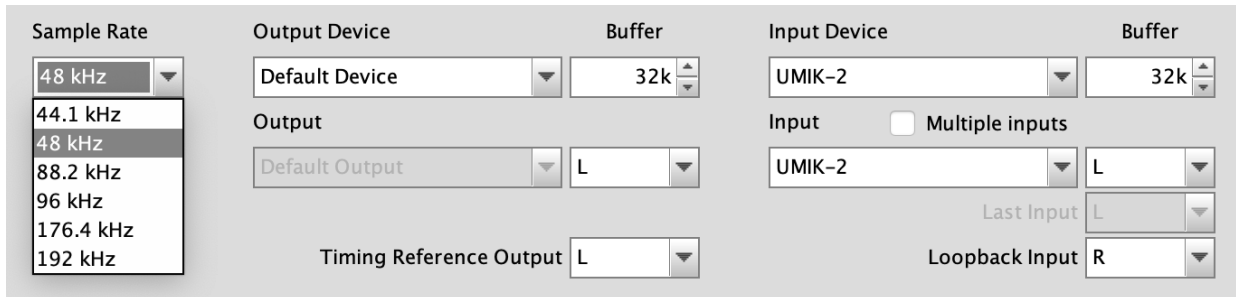 Sample Rate Output Device Buffer Input Device Buffer
48 kHz Default Device 32k UMIK-2 32k
44.1 kHz Output Input Multiple inputs
48 kHz
88.2 kHz Default Output L UMIK-2 L
96 kHz Last Input L
176.4 kHz
192 kHz Timing Reference Output L Loopback Input R